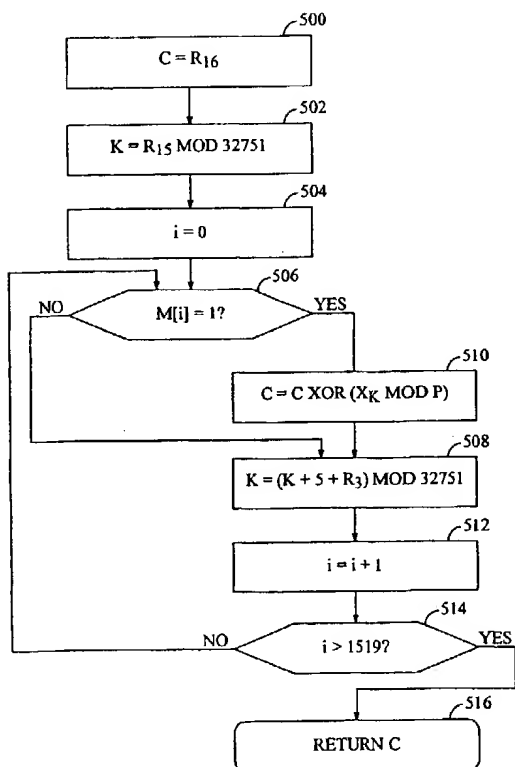 500
C = R₁₆
502
K = R₁₅ MOD 32751
504
i = 0
506
NO
M[i] = 1?
YES
510
C = C XOR (X_K MOD P)
508
K = (K + 5 + R₃) MOD 32751
512
i = i + 1
514
NO
i > 1519?
YES
516
RETURN C